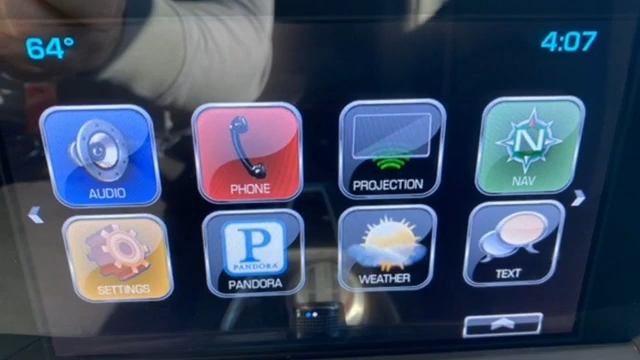 64° 4:07
AUDIO PHONE PROJECTION N NAV
P
PANDORA
SETTINGS PANDORA WEATHER TEXT